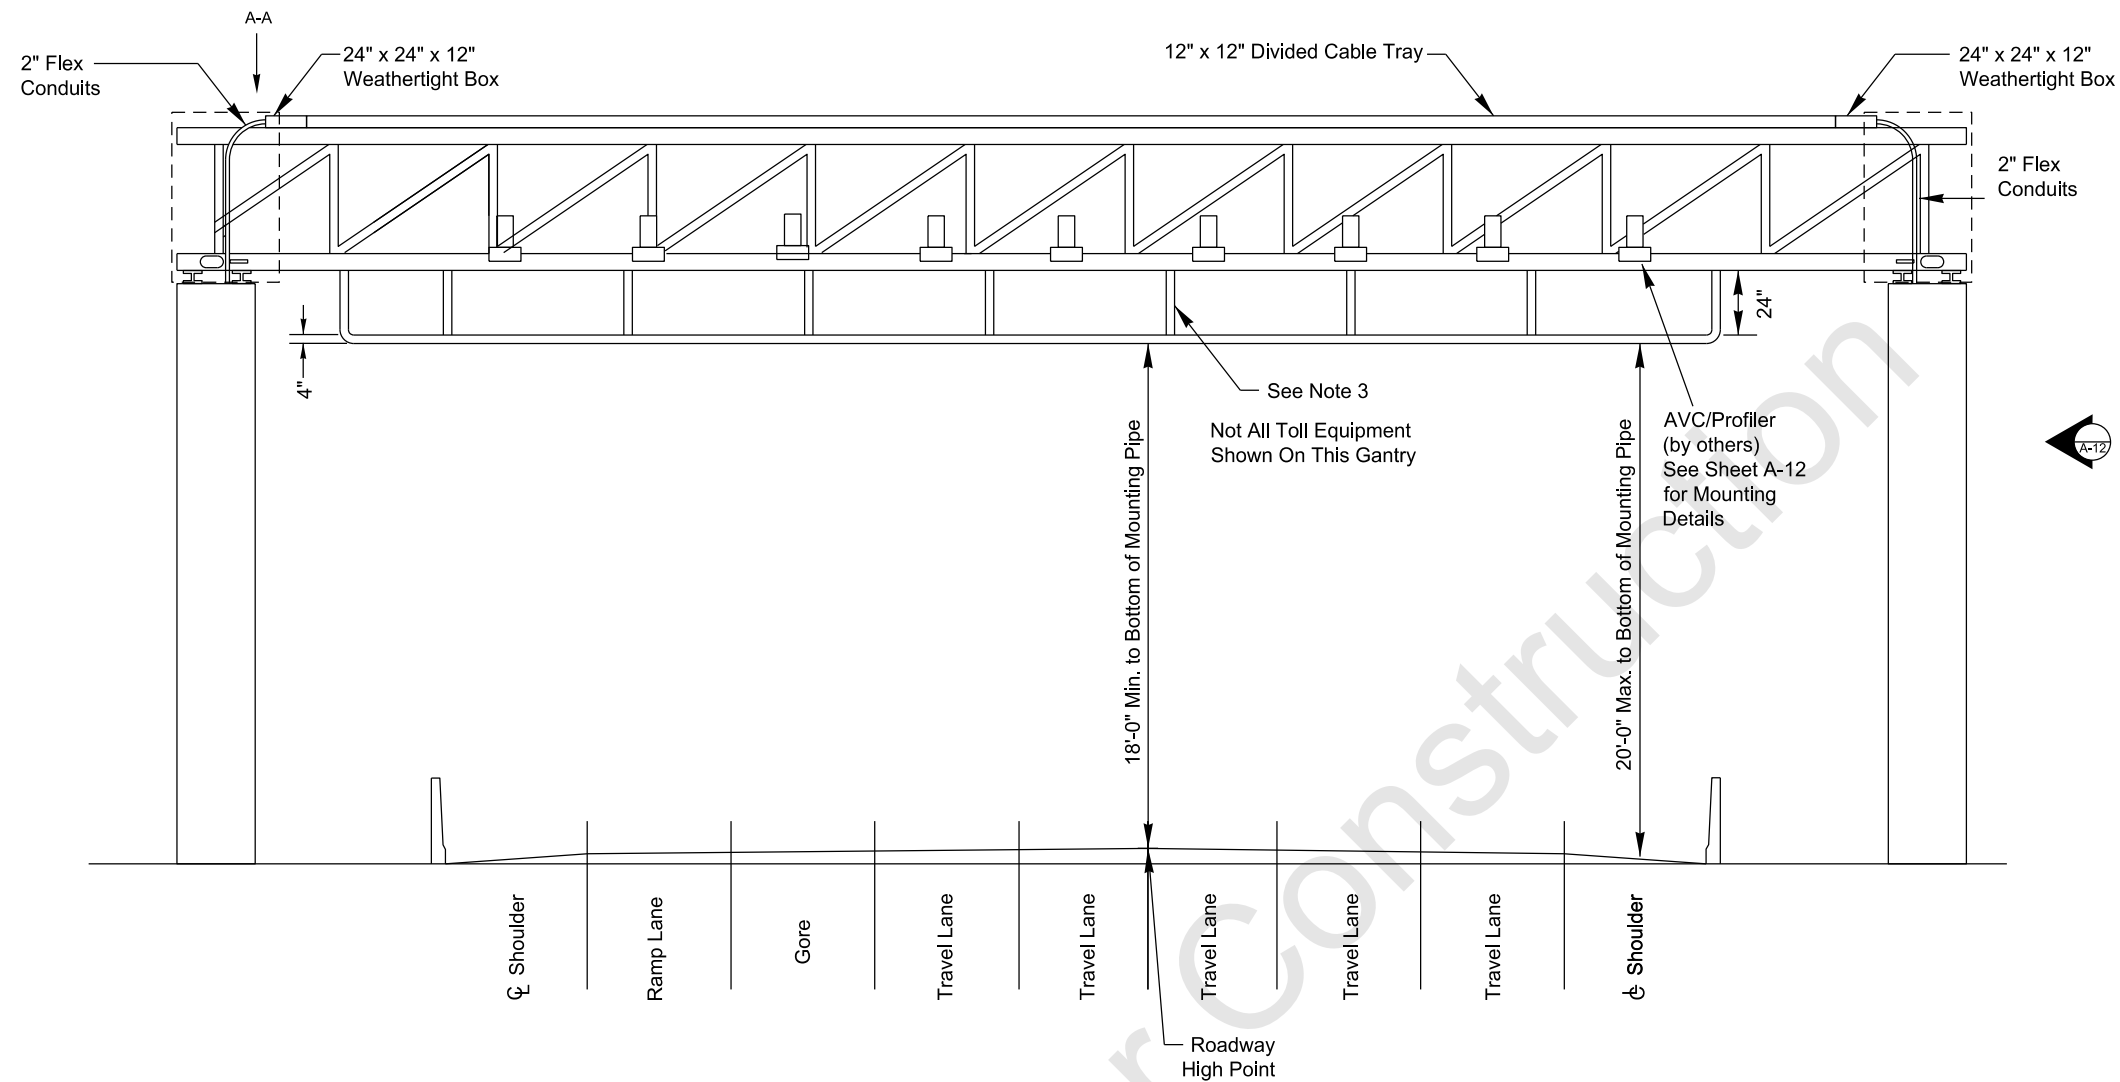 A-A
2" Flex
Conduits
24" x 24" x 12"
Weathertight Box
12" x 12" Divided Cable Tray
24" x 24" x 12"
Weathertight Box
2" Flex
Conduits
24"
4"
See Note 3
Not All Toll Equipment
Shown On This Gantry
AVC/Profiler
(by others)
See Sheet A-12
for Mounting
Details
A-12
18'-0" Min. to Bottom of Mounting Pipe
20'-0" Max. to Bottom of Mounting Pipe
℄ Shoulder
Ramp Lane
Gore
Travel Lane
Travel Lane
Travel Lane
Travel Lane
Travel Lane
℄ Shoulder
Roadway
High Point
r Construction